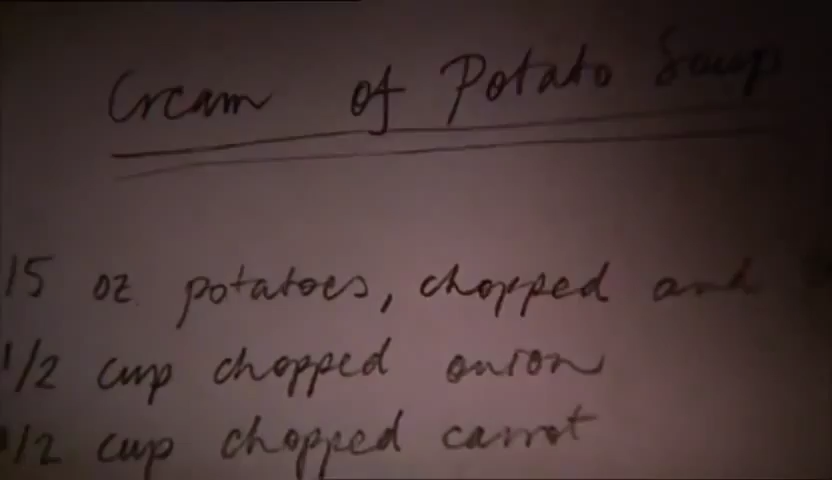 Cream of Potato Soup
15 oz potatoes, chopped and
1/2 cup chopped onion
1/2 cup chopped carrot